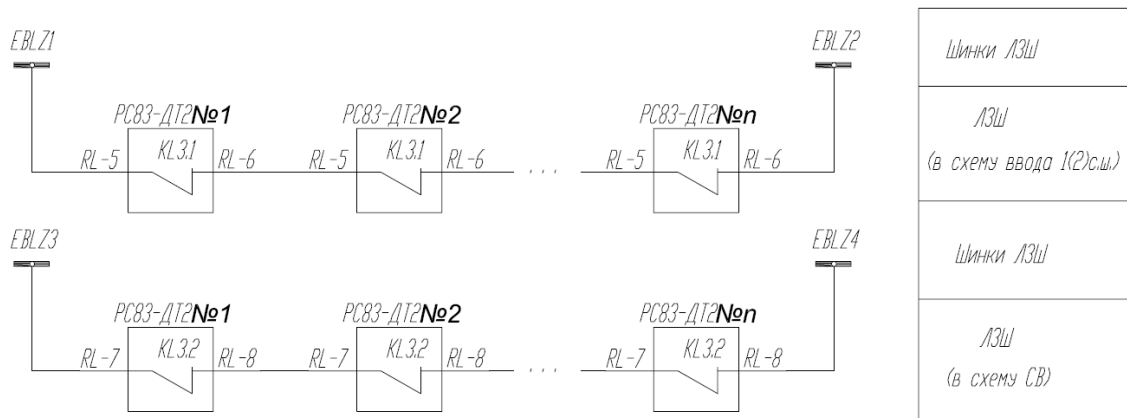 EBLZ1
EBLZ2
РС83-ДТ2№1
РС83-ДТ2№2
РС83-ДТ2№n
RL-5
KL3.1
RL-6
RL-5
KL3.1
RL-6
...
RL-5
KL3.1
RL-6
EBLZ3
EBLZ4
РС83-ДТ2№1
РС83-ДТ2№2
РС83-ДТ2№n
RL-7
KL3.2
RL-8
RL-7
KL3.2
RL-8
...
RL-7
KL3.2
RL-8
Шинки ЛЗШ
ЛЗШ
(в схему ввода 1(2)с.ш.)
Шинки ЛЗШ
ЛЗШ
(в схему СВ)